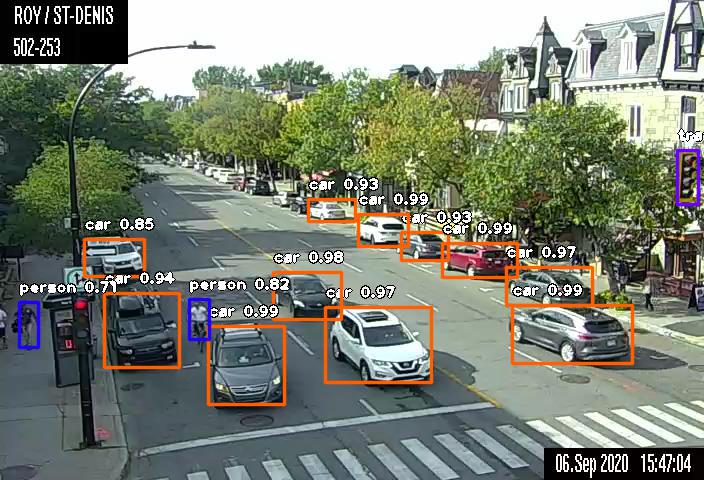 ROY / ST-DENIS
502-253
tra
car 0.93
car 0.99
car 0.93
car 0.99
car 0.85
car 0.97
car 0.98
car 0.94
person 0.71
person 0.82
car 0.97
car 0.99
car 0.99
06.Sep 2020 15:47:04